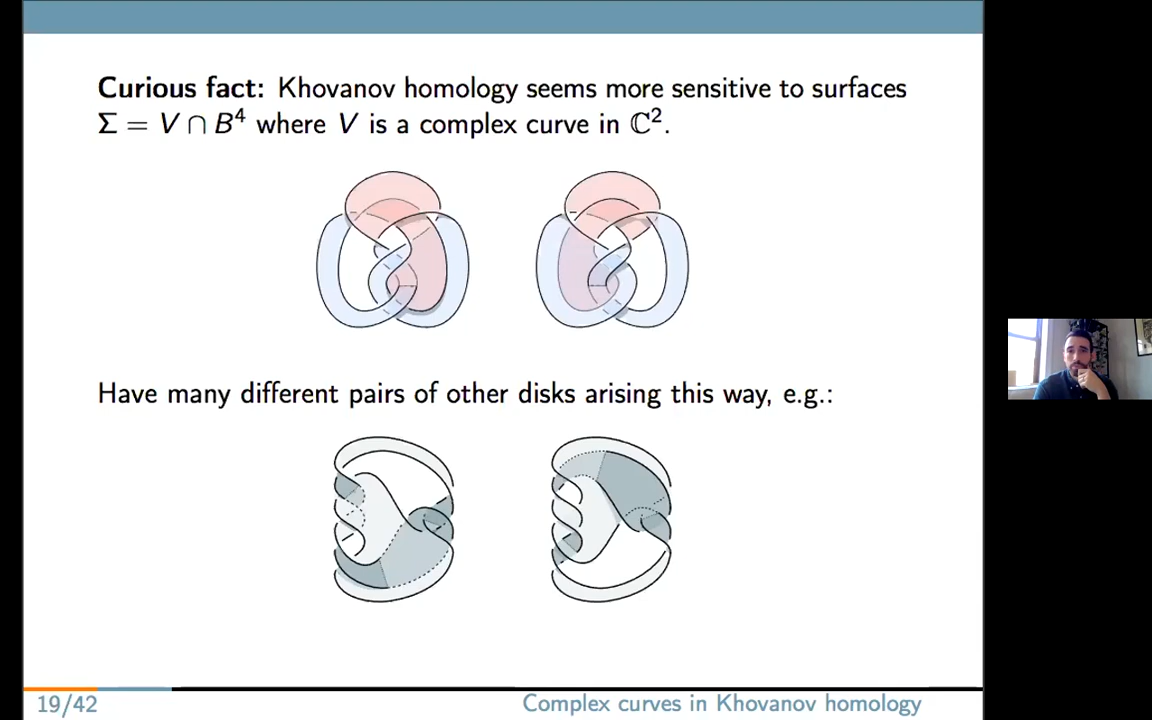 Curious fact: Khovanov homology seems more sensitive to surfaces
Σ = V ∩ B⁴ where V is a complex curve in ℂ².
Have many different pairs of other disks arising this way, e.g.:
19/42
Complex curves in Khovanov homology